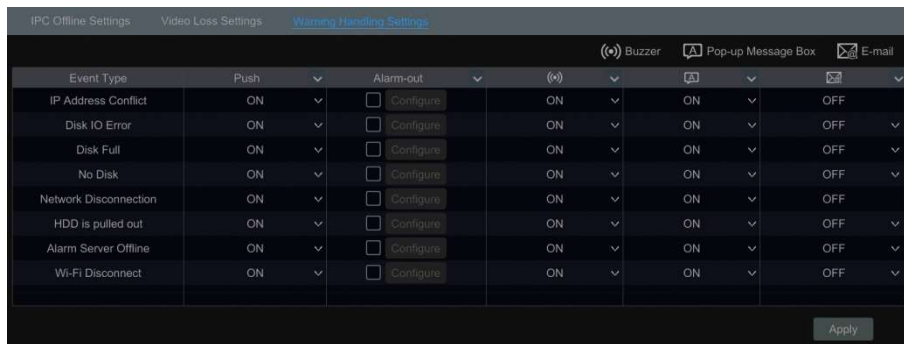 IPC Offline Settings Video Loss Settings Warning Handling Settings
Buzzer A Pop-up Message Box E-mail
Event Type Push Alarm-out A
IP Address Conflict ON Configure ON ON OFF
Disk IO Error ON Configure ON ON OFF
Disk Full ON Configure ON ON OFF
No Disk ON Configure ON ON OFF
Network Disconnection ON Configure ON ON OFF
HDD is pulled out ON Configure ON ON OFF
Alarm Server Offline ON Configure ON ON OFF
Wi-Fi Disconnect ON Configure ON ON OFF
Apply